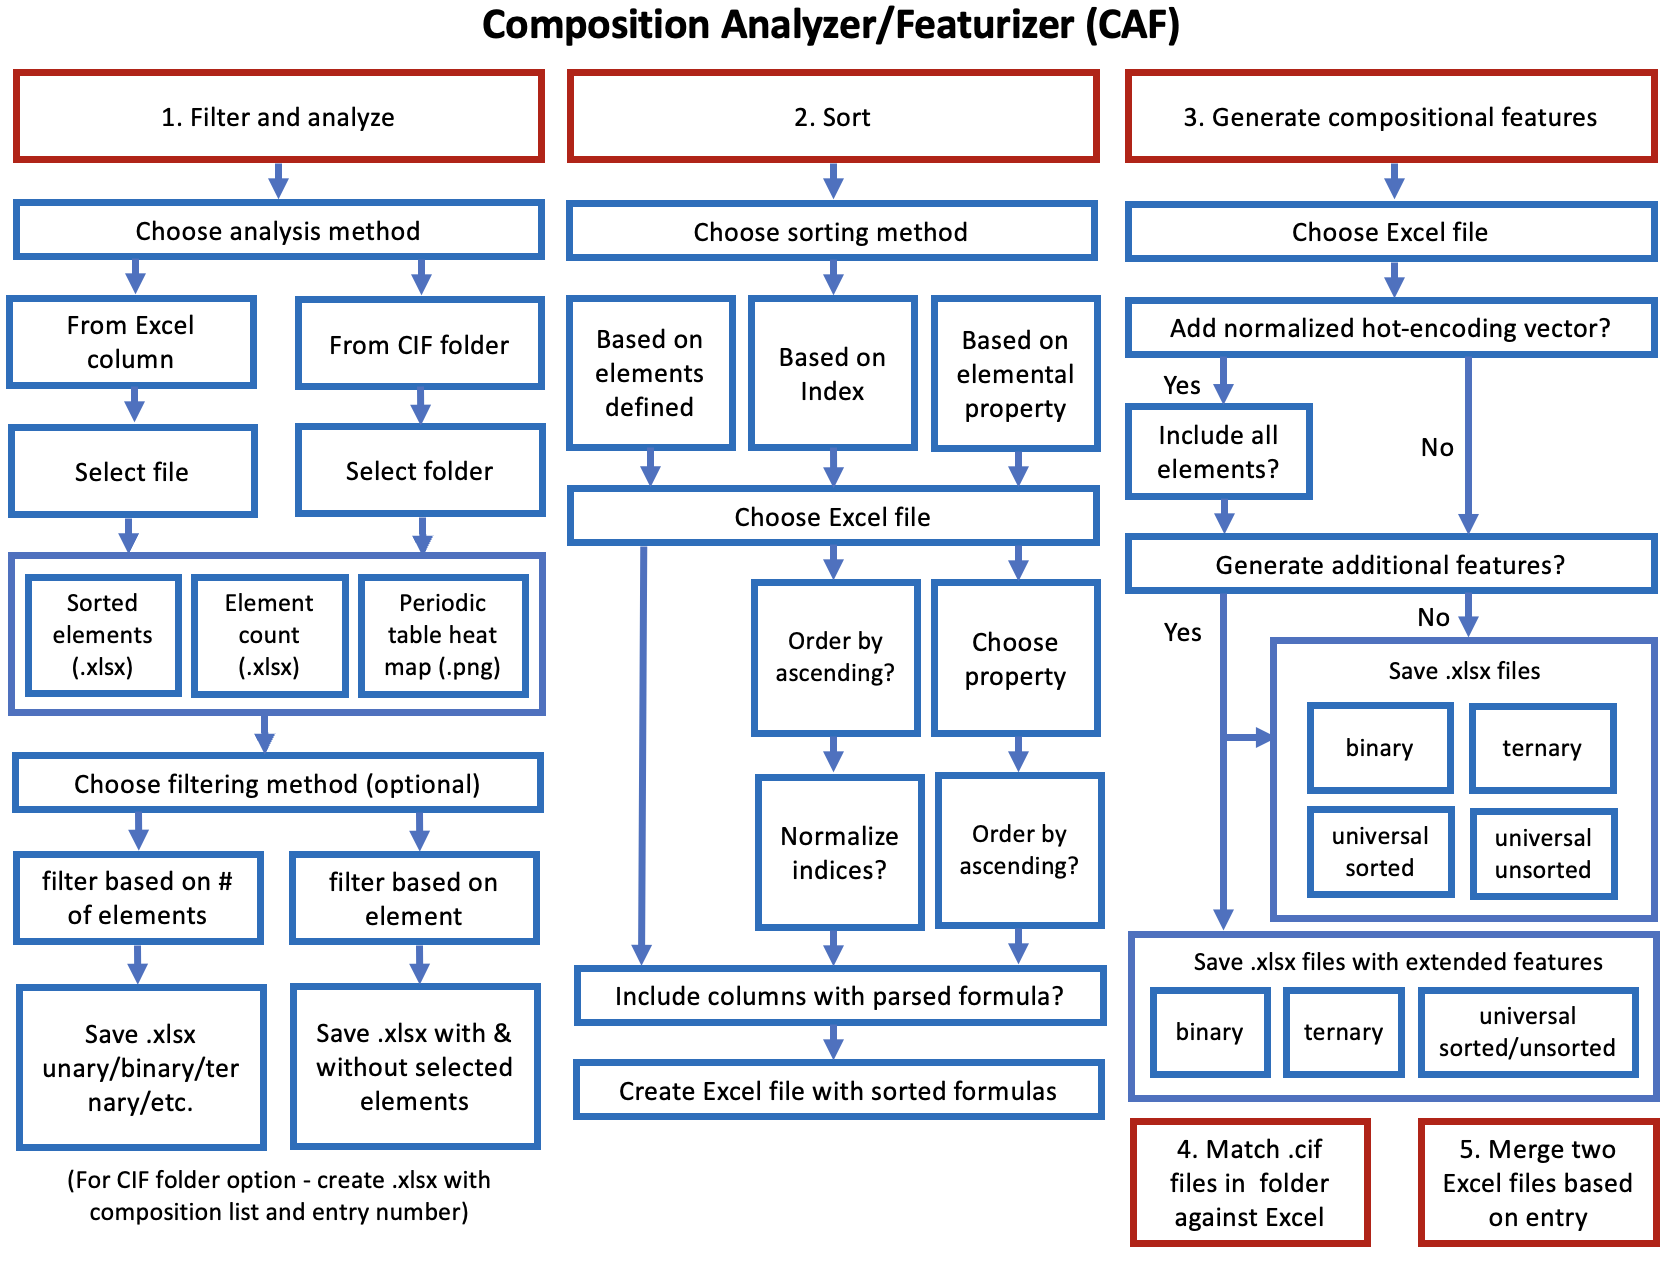 Composition Analyzer/Featurizer (CAF)
1. Filter and analyze
Choose analysis method
From Excel
column
From CIF folder
Select file
Select folder
Sorted
elements
(.xlsx)
Element
count
(.xlsx)
Periodic
table heat
map (.png)
Choose filtering method (optional)
filter based on #
of elements
filter based on
element
Save .xlsx
unary/binary/ter
nary/etc.
Save .xlsx with &
without selected
elements
(For CIF folder option - create .xlsx with
composition list and entry number)
2. Sort
Choose sorting method
Based on
elements
defined
Based on
Index
Based on
elemental
property
Choose Excel file
Order by
ascending?
Choose
property
Normalize
indices?
Order by
ascending?
Include columns with parsed formula?
Create Excel file with sorted formulas
3. Generate compositional features
Choose Excel file
Add normalized hot-encoding vector?
Yes
No
Include all
elements?
Generate additional features?
Yes
No
Save .xlsx files
binary
ternary
universal
sorted
universal
unsorted
Save .xlsx files with extended features
binary
ternary
universal
sorted/unsorted
4. Match .cif
files in folder
against Excel
5. Merge two
Excel files based
on entry